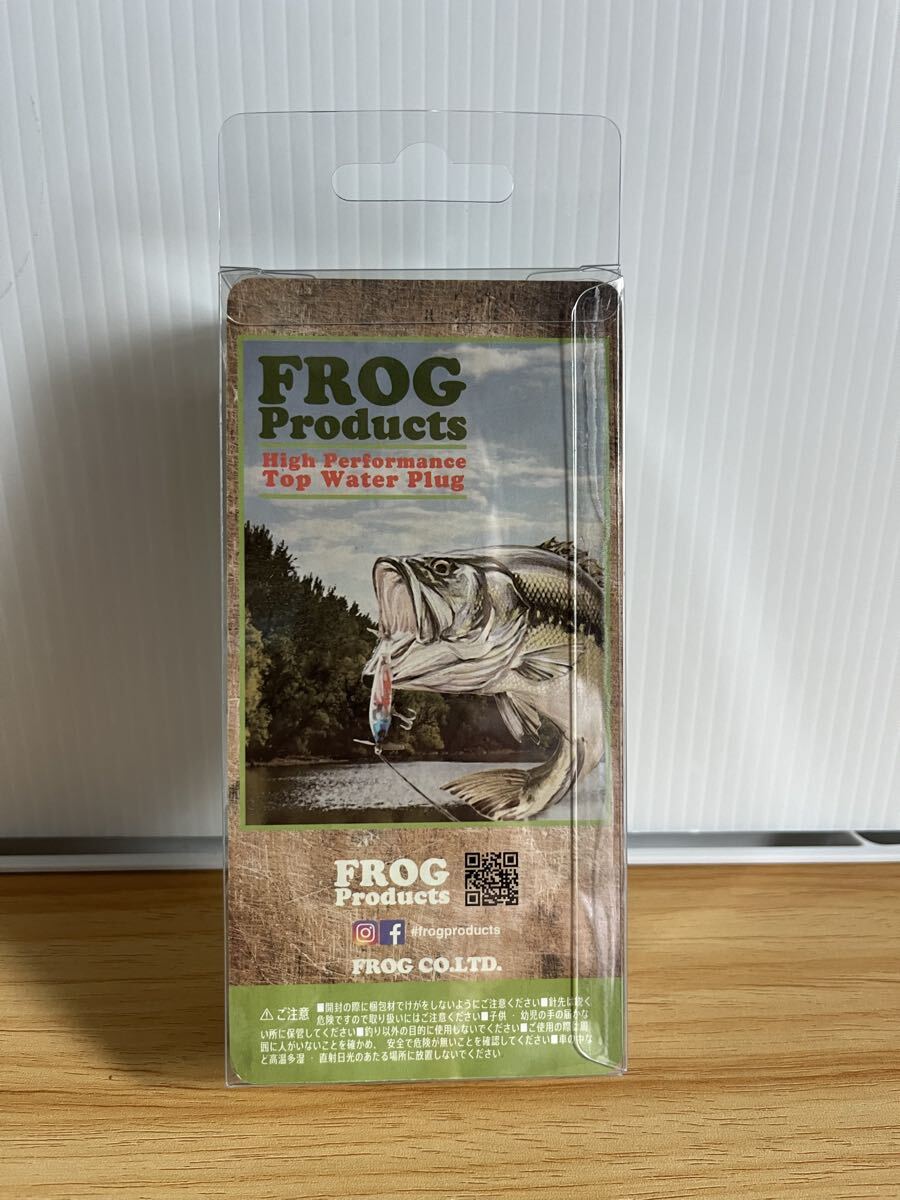 FROG
Products
High Performance
Top Water Plug
FROG
Products
#frogproducts
FROG CO.LTD.
⚠ご注意 ■開封の際に梱包材でけがをしないようにご注意ください■針先は鋭く
危険ですので取り扱いにはご注意ください■子供・幼児の手の届かな
い所に保管してください■釣り以外の目的に使用しないでください■ご使用の際は周
囲に人がいないことを確かめ、安全で危険が無いことを確認してください■車の中な
ど高温多湿・直射日光のあたる場所に放置しないでください